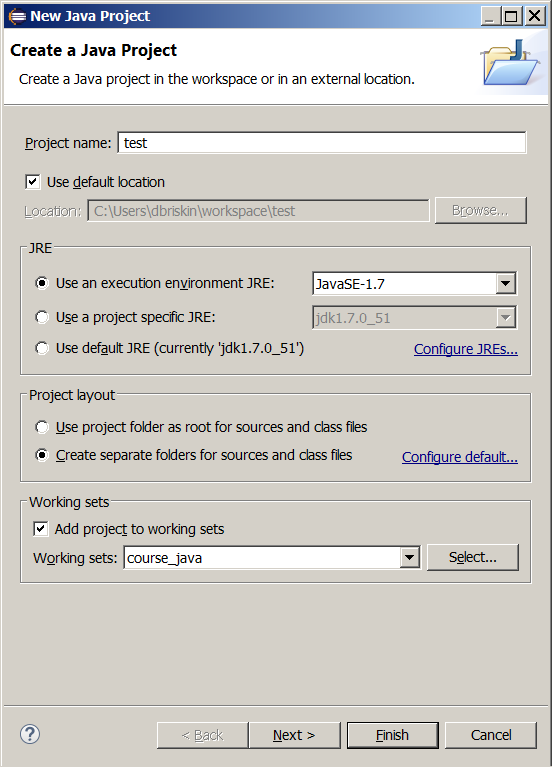 New Java Project
Create a Java Project
Create a Java project in the workspace or in an external location.
Project name: test
Use default location
Location: C:\Users\dbriskin\workspace\test Browse...
JRE
Use an execution environment JRE: JavaSE-1.7
Use a project specific JRE: jdk1.7.0_51
Use default JRE (currently 'jdk1.7.0_51') Configure JREs...
Project layout
Use project folder as root for sources and class files
Create separate folders for sources and class files Configure default...
Working sets
Add project to working sets
Working sets: course_java Select...
? < Back Next > Finish Cancel